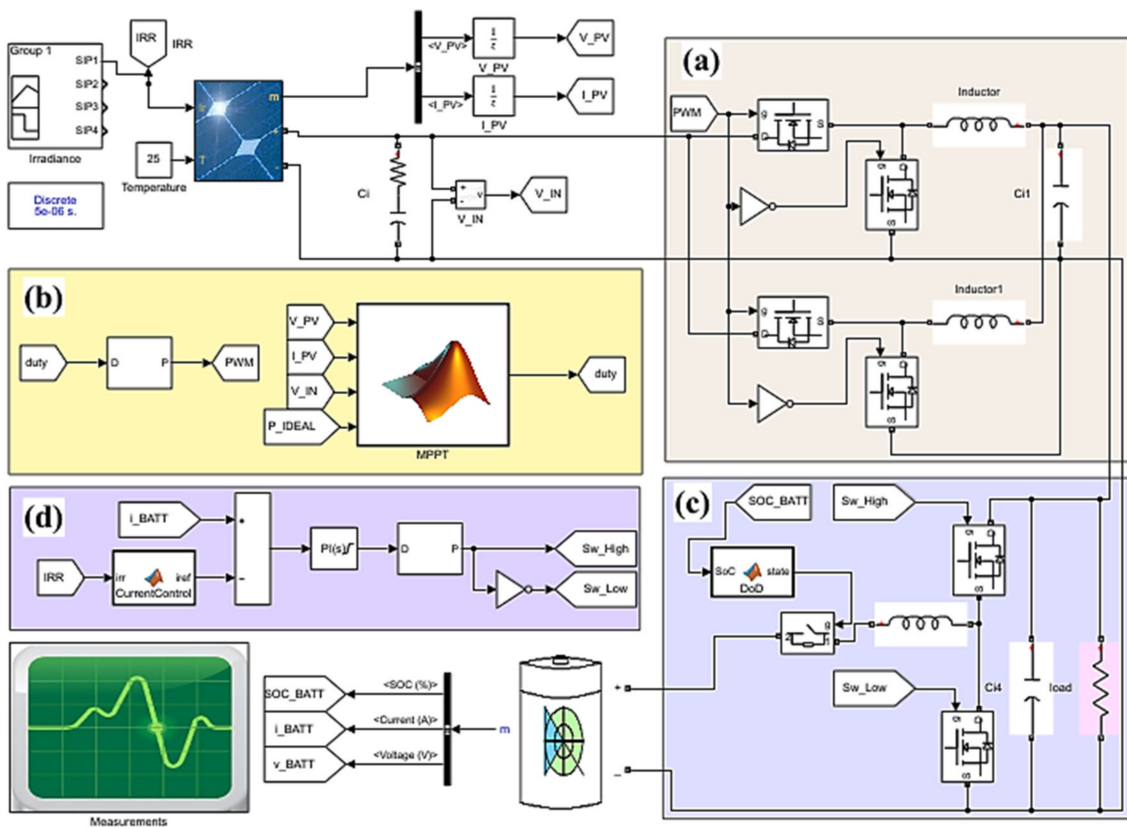 Group 1
SIP1
SIP2
SIP3
SIP4
Irradiance
IRR
IRR
Ir
T
m
+
-
25
Temperature
Discrete
5e-06 s.
<V_PV>
V_PV
V_PV
<I_PV>
I_PV
I_PV
Ci
+
-
v
V_IN
V_IN
(a)
PWM
g
D
S
Inductor
g
D
S
Ci1
g
D
S
Inductor1
g
D
S
(b)
duty
D
P
PWM
V_PV
I_PV
V_IN
P_IDEAL
MPPT
duty
(c)
SOC_BATT
Sw_High
g
D
S
SoC
state
DoD
g
2
1
Sw_Low
g
D
S
Ci4
load
(d)
i_BATT
IRR
irr
iref
CurrentControl
+
−
PI(s)
D
P
Sw_High
Sw_Low
Measurements
SOC_BATT
i_BATT
v_BATT
<SOC (%)>
<Current (A)>
<Voltage (V)>
m
+
_